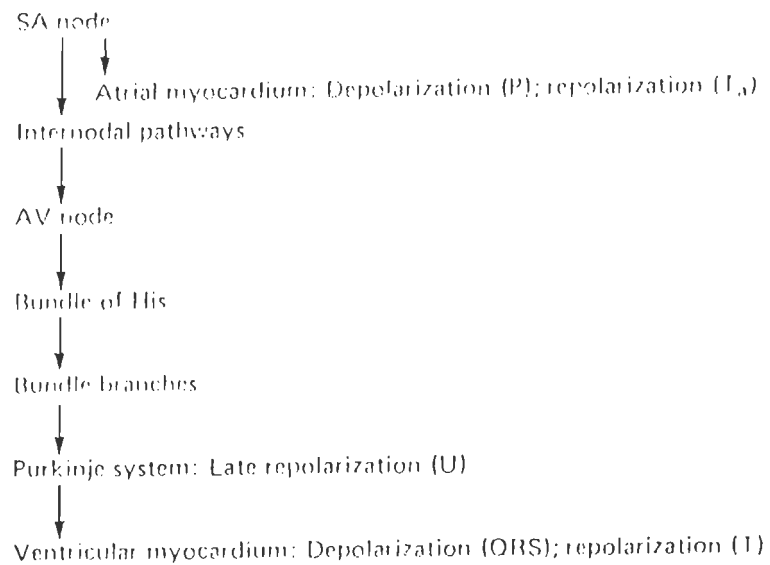 SA node
Atrial myocardium: Depolarization (P); repolarization (Ta)
Internodal pathways
AV node
Bundle of His
Bundle branches
Purkinje system: Late repolarization (U)
Ventricular myocardium: Depolarization (QRS); repolarization (T)